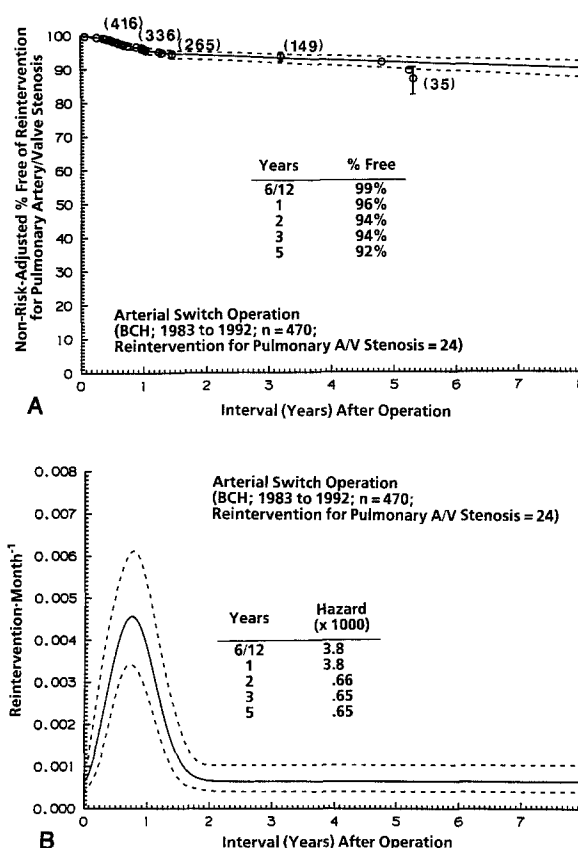 Non-Risk-Adjusted % Free of Reintervention
for Pulmonary Artery/Valve Stenosis
100
90
80
70
60
50
40
30
20
10
0
(416)
(336)
(265)
(149)
(35)
Years % Free
6/12 99%
1 96%
2 94%
3 94%
5 92%
Arterial Switch Operation
(BCH; 1983 to 1992; n = 470;
Reintervention for Pulmonary A/V Stenosis = 24)
0 1 2 3 4 5 6 7 8
A
Interval (Years) After Operation
Reintervention·Month⁻¹
0.008
0.007
0.006
0.005
0.004
0.003
0.002
0.001
0.000
Arterial Switch Operation
(BCH; 1983 to 1992; n = 470;
Reintervention for Pulmonary A/V Stenosis = 24)
Years Hazard
(x 1000)
6/12 3.8
1 3.8
2 .66
3 .65
5 .65
0 1 2 3 4 5 6 7
B
Interval (Years) After Operation